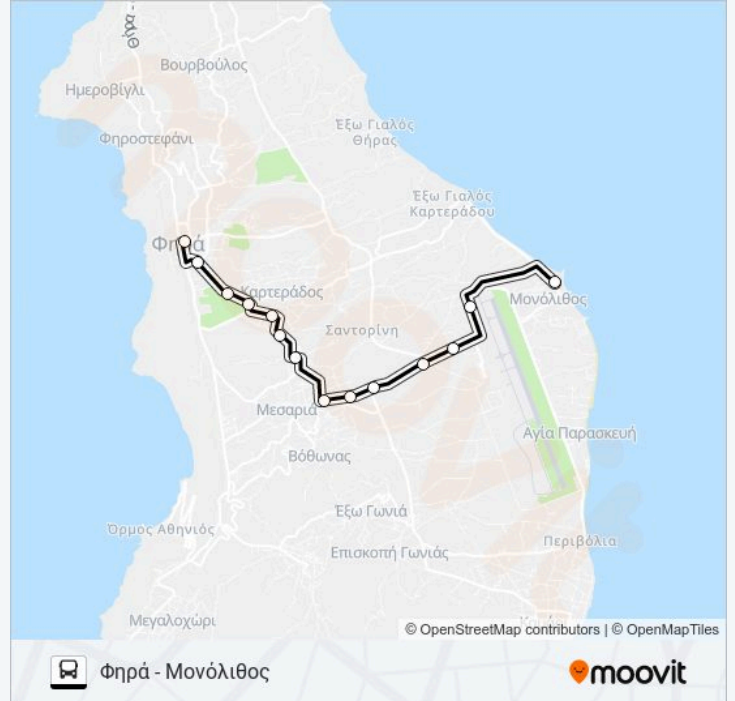 Θήρα -
Βουρβούλος
Ημεροβίγλι
Έξω Γιαλός
Θήρας
Φηροστεφάνι
Έξω Γιαλός
Καρτεράδου
Φηρά
Καρτεράδος
Μονόλιθος
Σαντορίνη
Μεσαριά
Αγία Παρασκευή
Βόθωνας
Έξω Γωνιά
Όρμος Αθηνιός
Περιβόλια
Επισκοπή Γωνιάς
Μεγαλοχώρι
© OpenStreetMap contributors | © OpenMapTiles
Φηρά - Μονόλιθος
moovit